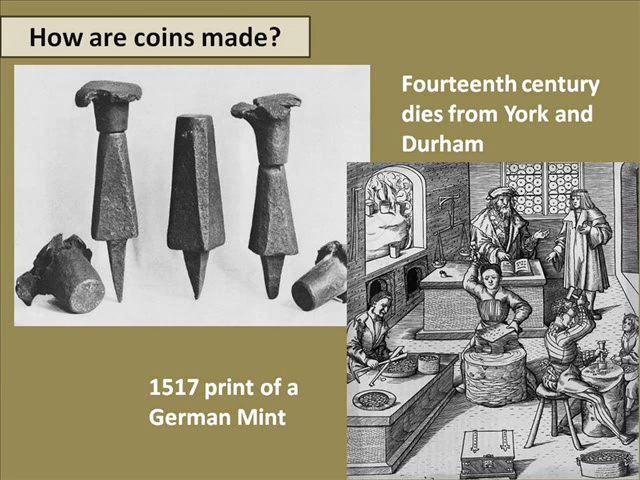 How are coins made?
Fourteenth century
dies from York and
Durham
1517 print of a
German Mint